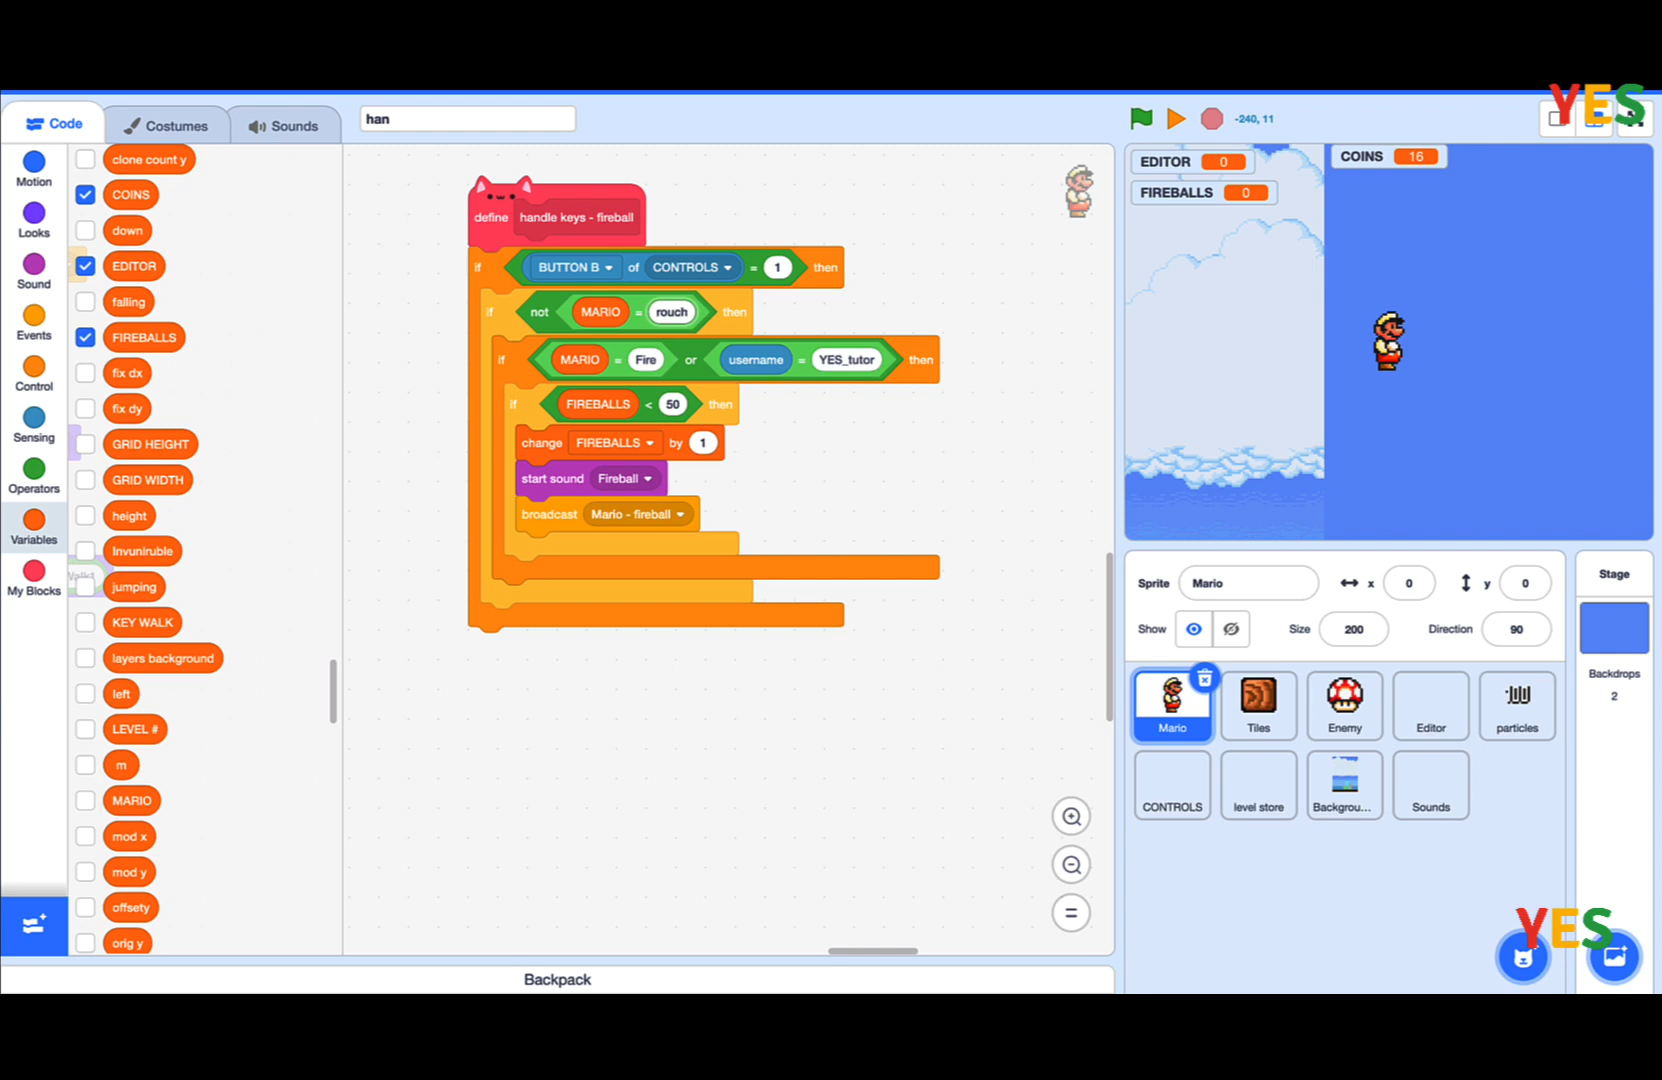 YES
Code
Costumes
Sounds
han
-240, 11
Motion
Looks
Sound
Events
Control
Sensing
Operators
Variables
My Blocks
clone count y
COINS
down
EDITOR
falling
FIREBALLS
fix dx
fix dy
GRID HEIGHT
GRID WIDTH
height
Invunlruble
jumping
KEY WALK
layers background
left
LEVEL #
m
MARIO
mod x
mod y
offsety
orig y
define handle keys - fireball
if BUTTON B of CONTROLS = 1 then
if not MARIO = rouch then
if MARIO = Fire or username = YES_tutor then
if FIREBALLS < 50 then
change FIREBALLS by 1
start sound Fireball
broadcast Mario - fireball
=
Backpack
EDITOR 0
FIREBALLS 0
COINS 16
Sprite Mario x 0 y 0
Show Size 200 Direction 90
Mario
Tiles
Enemy
Editor
particles
CONTROLS
level store
Backgrou...
Sounds
Stage
Backdrops
2
YES